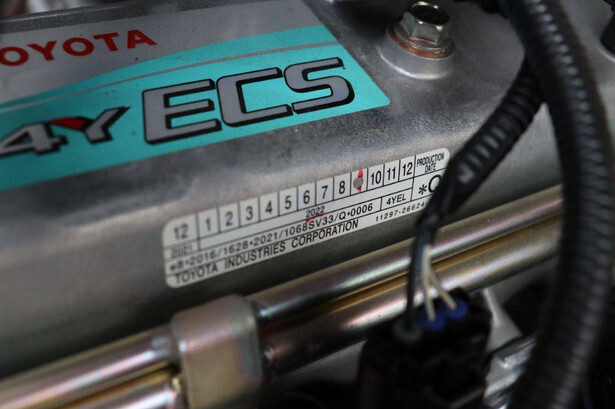 TOYOTA
4Y ECS
12 1 2 3 4 5 6 7 8 10 11 12 PRODUCTION DATE
2021 2022
*8•2016/1628•2021/1068SV33/Q•0006 4YEL *Q
TOYOTA INDUSTRIES CORPORATION